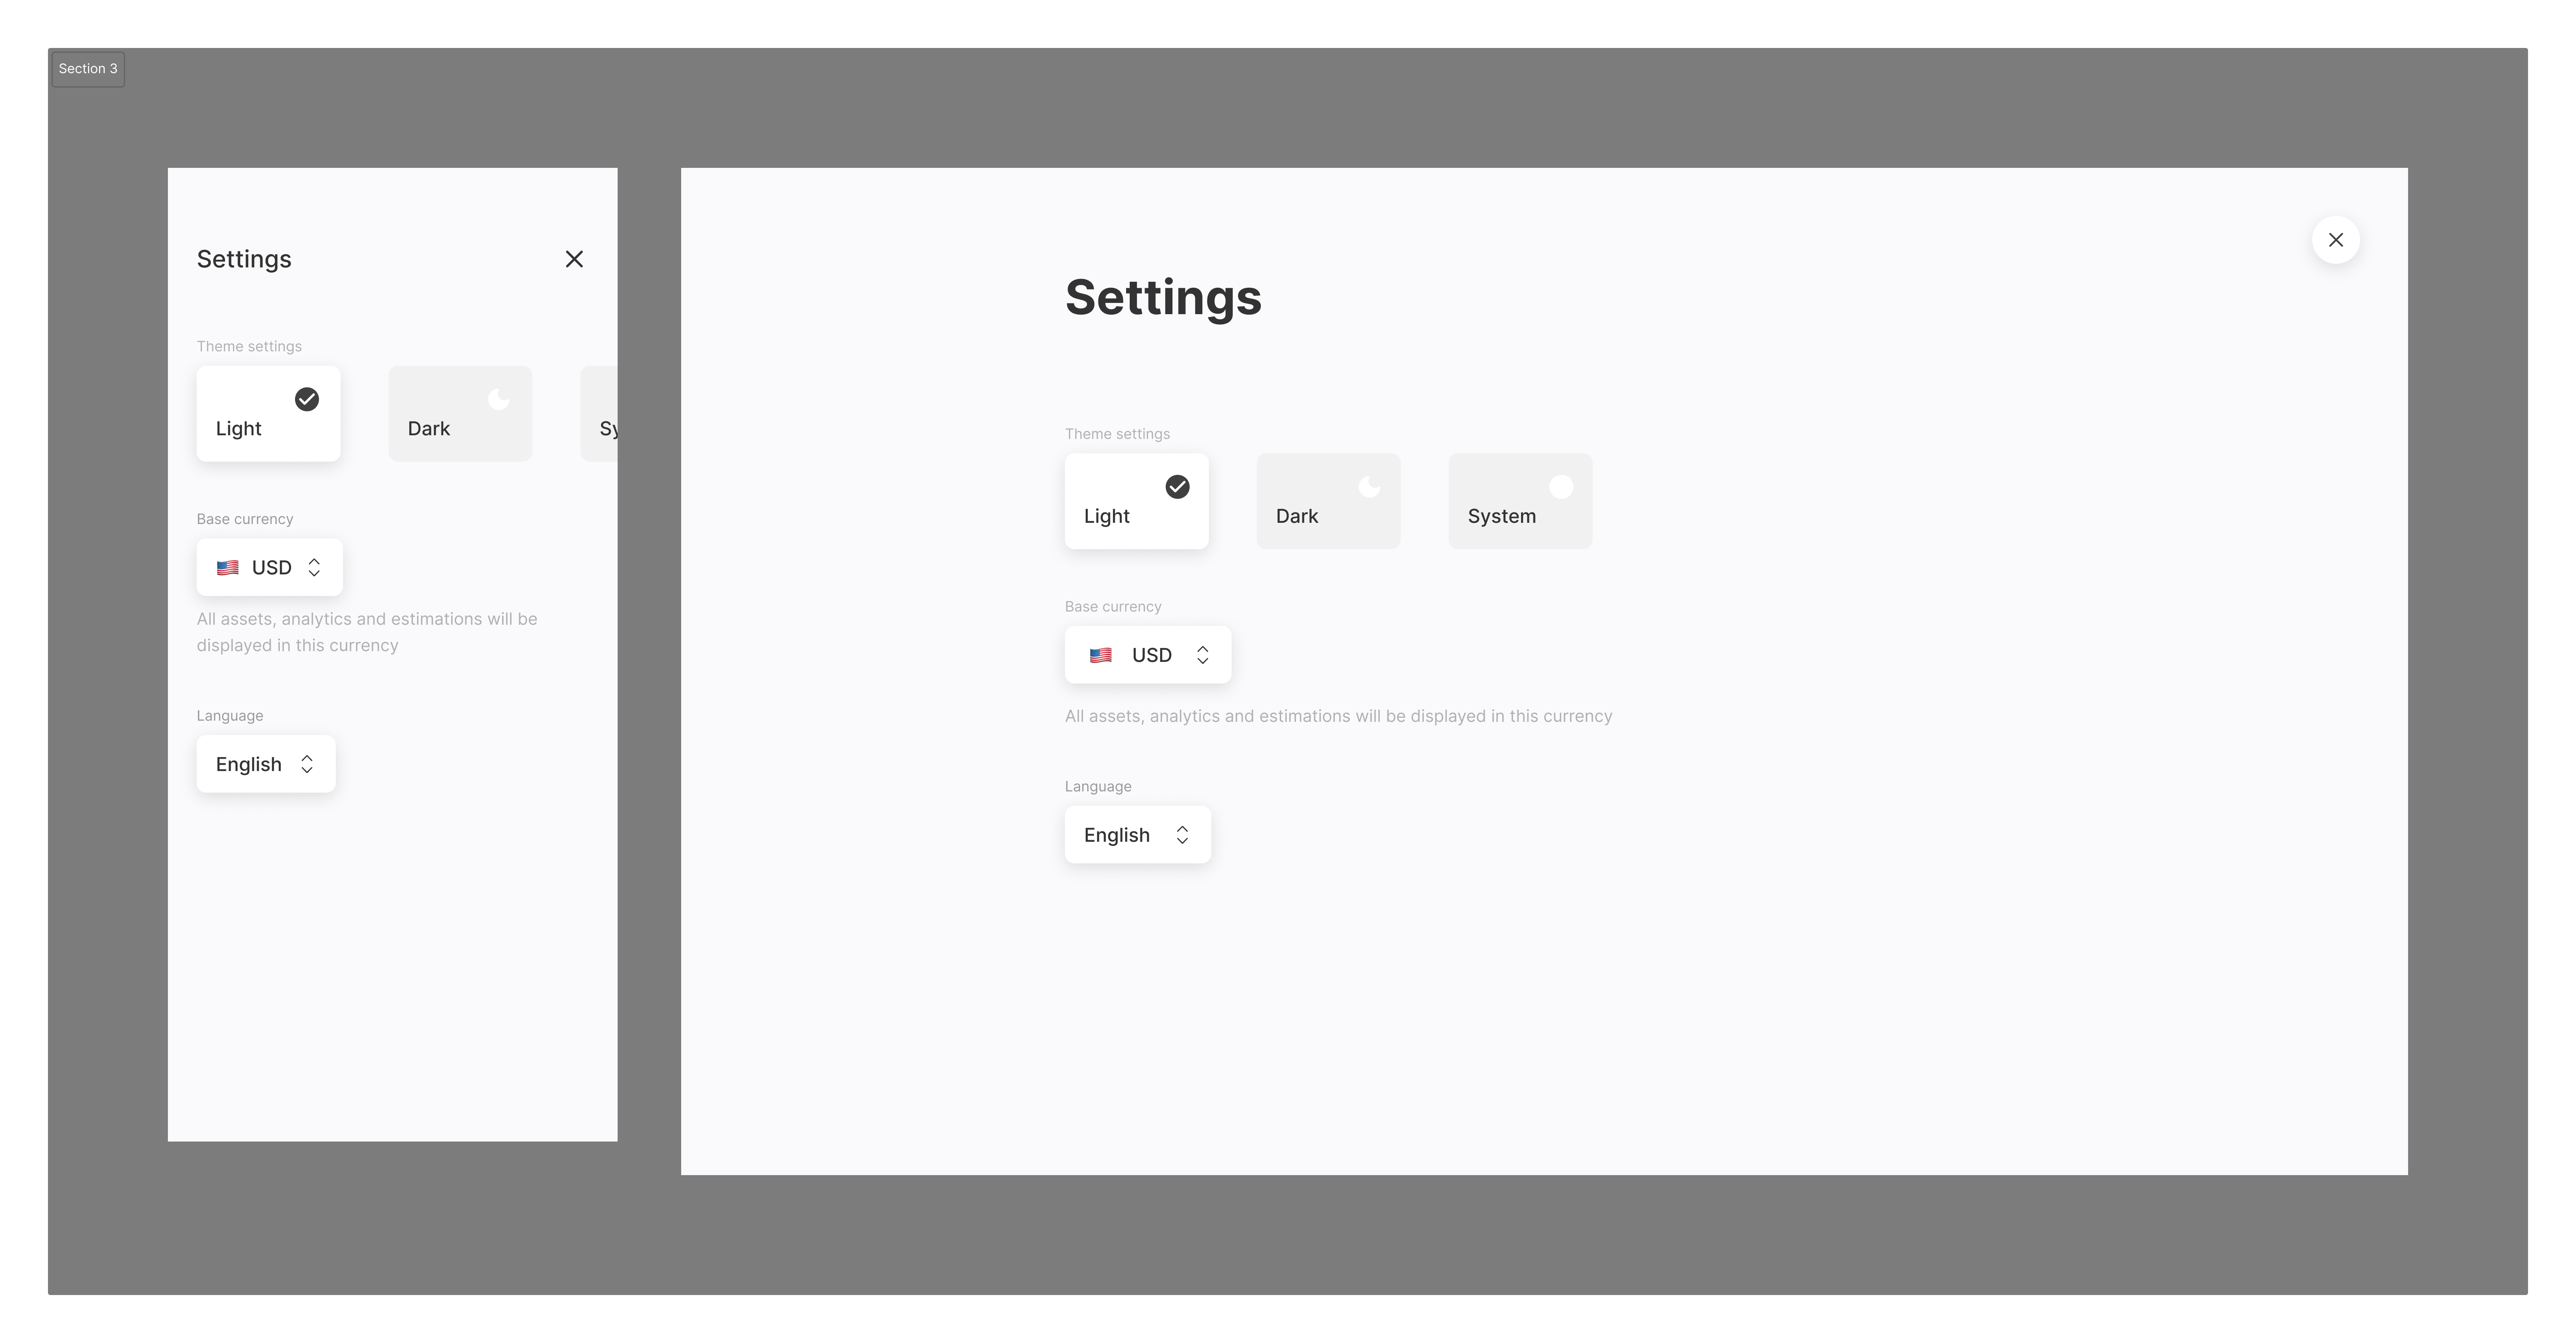 Section 3
Settings
Theme settings
Light
Dark
Sy
Base currency
USD
All assets, analytics and estimations will be
displayed in this currency
Language
English
Settings
Theme settings
Light
Dark
System
Base currency
USD
All assets, analytics and estimations will be displayed in this currency
Language
English